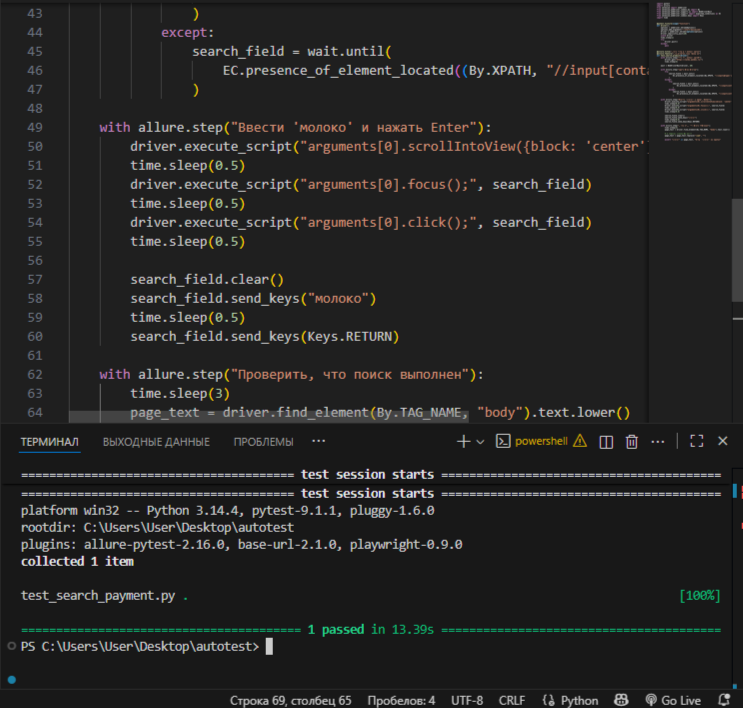 43 )
44 except:
45 search_field = wait.until(
46 EC.presence_of_element_located((By.XPATH, "//input[conta
47 )
48
49 with allure.step("Ввести 'молоко' и нажать Enter"):
50 driver.execute_script("arguments[0].scrollIntoView({block: 'center'}
51 time.sleep(0.5)
52 driver.execute_script("arguments[0].focus();", search_field)
53 time.sleep(0.5)
54 driver.execute_script("arguments[0].click();", search_field)
55 time.sleep(0.5)
56
57 search_field.clear()
58 search_field.send_keys("молоко")
59 time.sleep(0.5)
60 search_field.send_keys(Keys.RETURN)
61
62 with allure.step("Проверить, что поиск выполнен"):
63 time.sleep(3)
64 page_text = driver.find_element(By.TAG_NAME, "body").text.lower()
ТЕРМИНАЛ ВЫХОДНЫЕ ДАННЫЕ ПРОБЛЕМЫ ... powershell
===================================== test session starts ======================================
===================================== test session starts ======================================
platform win32 -- Python 3.14.4, pytest-9.1.1, pluggy-1.6.0
rootdir: C:\Users\User\Desktop\autotest
plugins: allure-pytest-2.16.0, base-url-2.1.0, playwright-0.9.0
collected 1 item
test_search_payment.py . [100%]
====================================== 1 passed in 13.39s ======================================
PS C:\Users\User\Desktop\autotest>
Строка 69, столбец 65 Пробелов: 4 UTF-8 CRLF {} Python Go Live